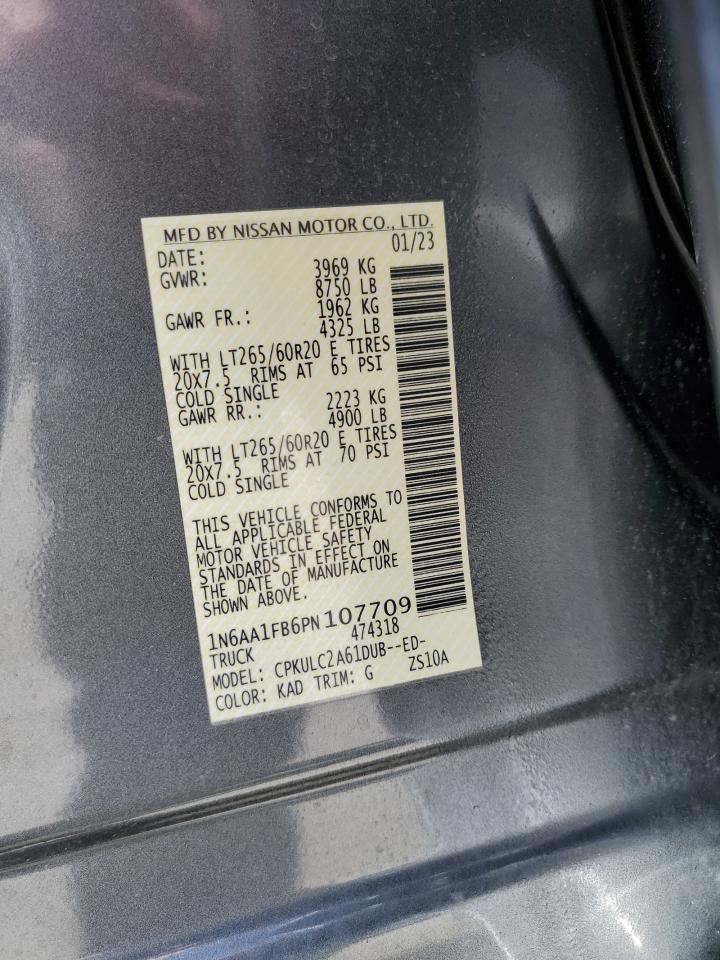 MFD BY NISSAN MOTOR CO., LTD.
DATE: 01/23
GVWR: 3969 KG
8750 LB
GAWR FR.: 1962 KG
4325 LB
WITH LT265/60R20 E TIRES
20X7.5 RIMS AT 65 PSI
COLD SINGLE
GAWR RR.: 2223 KG
4900 LB
WITH LT265/60R20 E TIRES
20X7.5 RIMS AT 70 PSI
COLD SINGLE
THIS VEHICLE CONFORMS TO
ALL APPLICABLE FEDERAL
MOTOR VEHICLE SAFETY
STANDARDS IN EFFECT ON
THE DATE OF MANUFACTURE
SHOWN ABOVE.
1N6AA1FB6PN107709
TRUCK 474318
MODEL: CPKULC2A61DUB--ED-
COLOR: KAD TRIM: G ZS10A